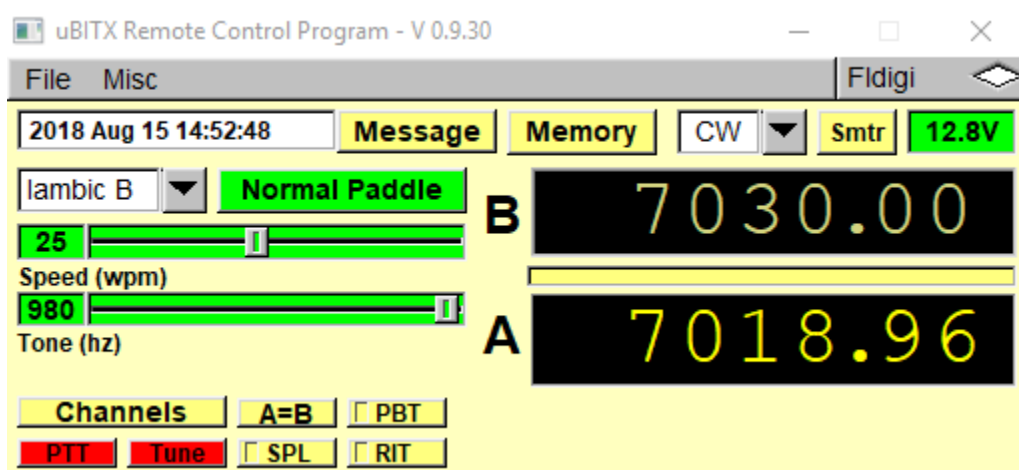 uBITX Remote Control Program - V 0.9.30
File Misc Fldigi
2018 Aug 15 14:52:48 Message Memory CW Smtr 12.8V
Iambic B Normal Paddle B 7030.00
25
Speed (wpm)
980
Tone (hz) A 7018.96
Channels A=B PBT
PTT Tune SPL RIT